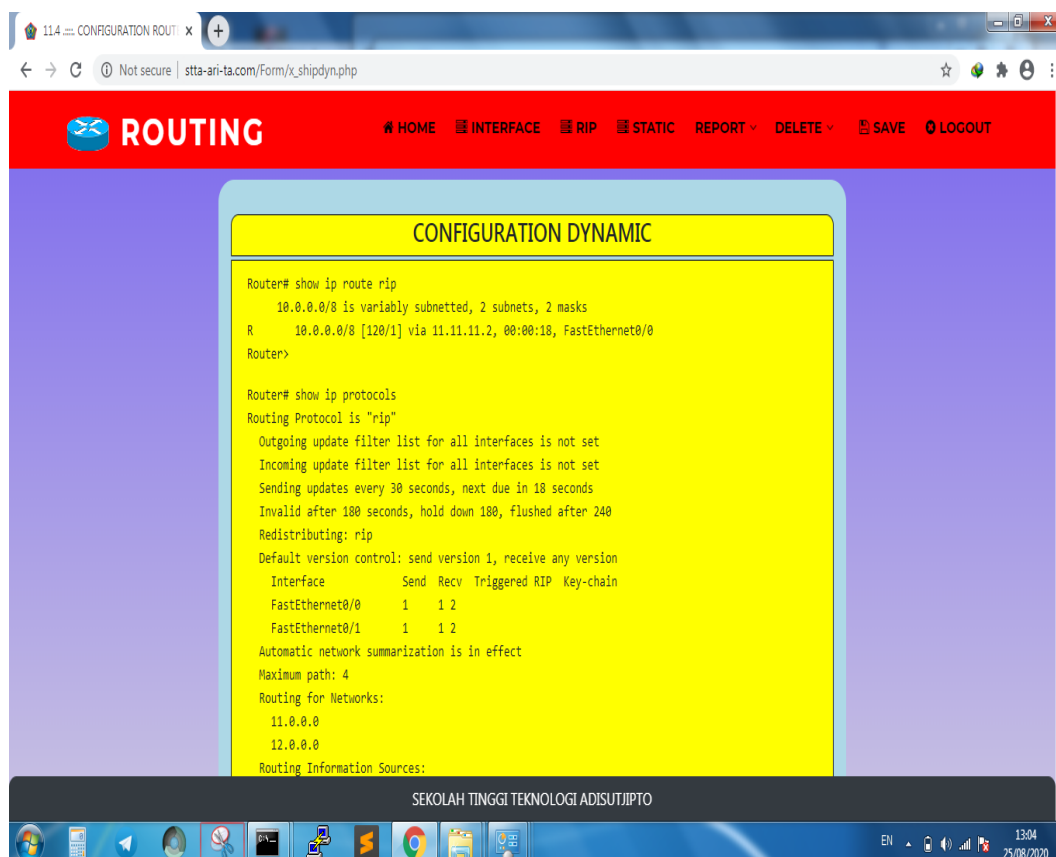 11.4 .:::. CONFIGURATION ROUT
Not secure | stta-ari-ta.com/Form/x_shipdyn.php
ROUTING
HOME INTERFACE RIP STATIC REPORT DELETE SAVE LOGOUT
CONFIGURATION DYNAMIC
Router# show ip route rip
10.0.0.0/8 is variably subnetted, 2 subnets, 2 masks
R 10.0.0.0/8 [120/1] via 11.11.11.2, 00:00:18, FastEthernet0/0
Router>
Router# show ip protocols
Routing Protocol is "rip"
Outgoing update filter list for all interfaces is not set
Incoming update filter list for all interfaces is not set
Sending updates every 30 seconds, next due in 18 seconds
Invalid after 180 seconds, hold down 180, flushed after 240
Redistributing: rip
Default version control: send version 1, receive any version
Interface Send Recv Triggered RIP Key-chain
FastEthernet0/0 1 1 2
FastEthernet0/1 1 1 2
Automatic network summarization is in effect
Maximum path: 4
Routing for Networks:
11.0.0.0
12.0.0.0
Routing Information Sources:
SEKOLAH TINGGI TEKNOLOGI ADISUTJIPTO
EN
13:04
25/08/2020